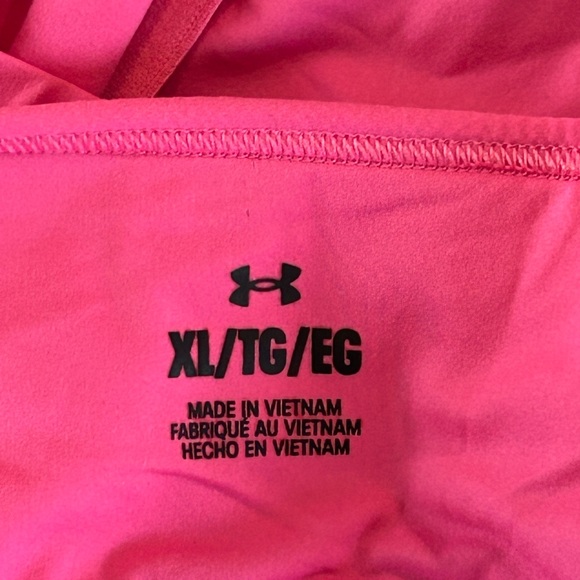 XL/TG/EG
MADE IN VIETNAM
FABRIQUÉ AU VIETNAM
HECHO EN VIETNAM